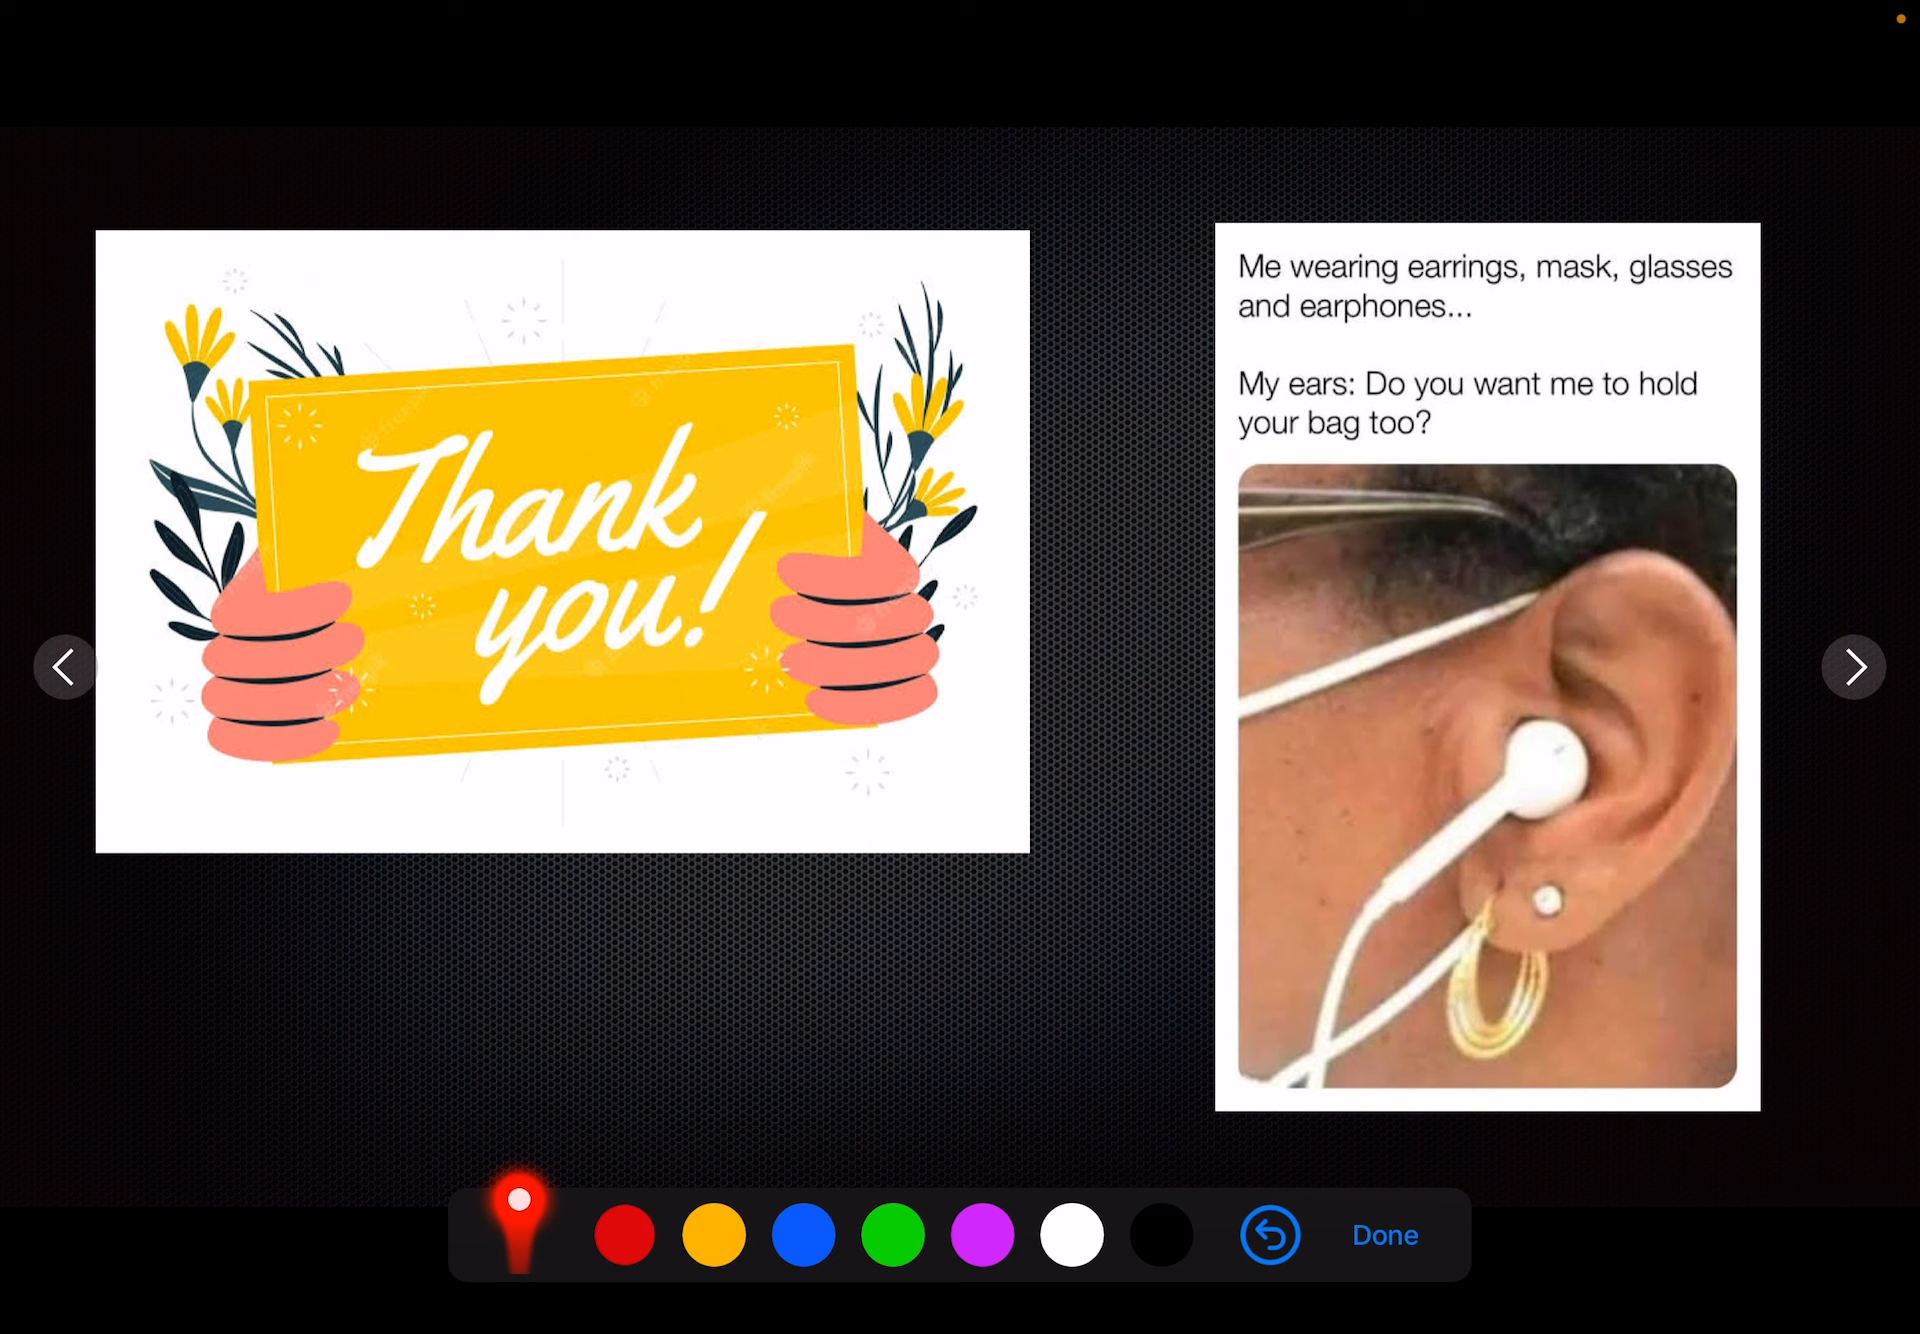 Thank
you!
Me wearing earrings, mask, glasses
and earphones...
My ears: Do you want me to hold
your bag too?
Done